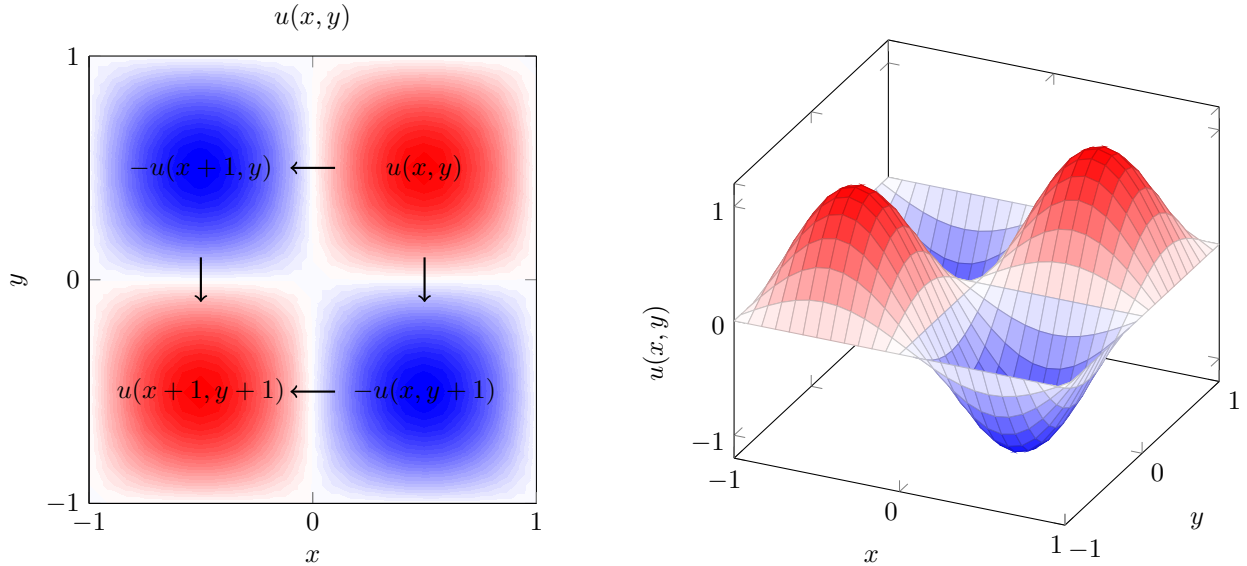 u(x, y)
1
0
−1
y
−u(x + 1, y)
u(x, y)
u(x+1, y+1)
−u(x, y + 1)
−1
0
1
x
1
0
−1
u(x, y)
−1
0
1
x
−1
0
1
y